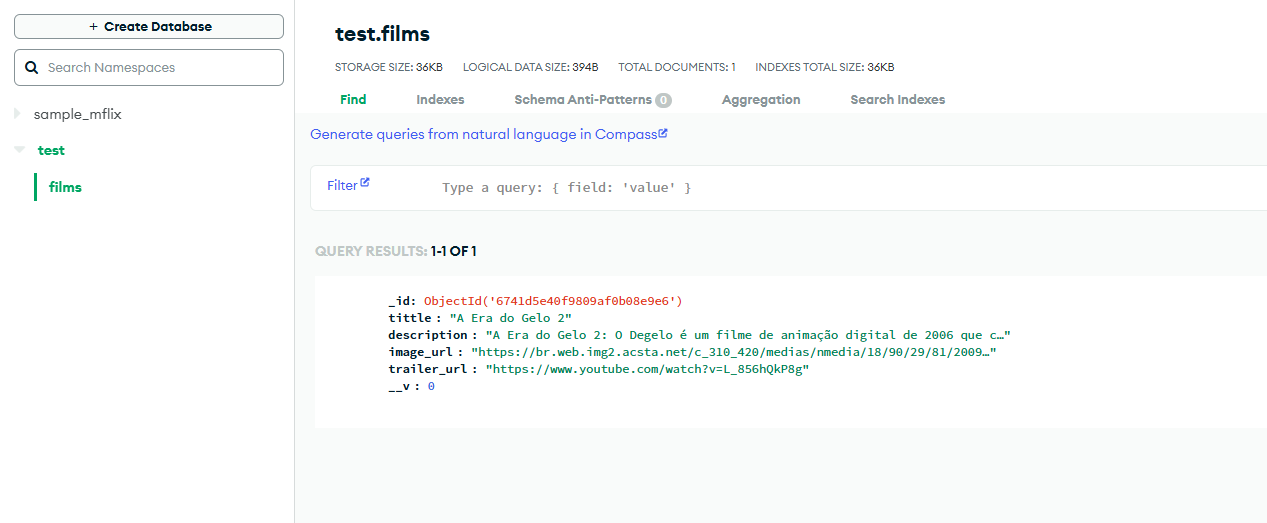 + Create Database
Search Namespaces
sample_mflix
test
films
test.films
STORAGE SIZE: 36KB LOGICAL DATA SIZE: 394B TOTAL DOCUMENTS: 1 INDEXES TOTAL SIZE: 36KB
Find Indexes Schema Anti-Patterns 0 Aggregation Search Indexes
Generate queries from natural language in Compass
Filter Type a query: { field: 'value' }
QUERY RESULTS: 1-1 OF 1
_id: ObjectId('6741d5e40f9809af0b08e9e6')
tittle : "A Era do Gelo 2"
description : "A Era do Gelo 2: O Degelo é um filme de animação digital de 2006 que c…"
image_url : "https://br.web.img2.acsta.net/c_310_420/medias/nmedia/18/90/29/81/2009…"
trailer_url : "https://www.youtube.com/watch?v=L_856hQkP8g"
__v : 0